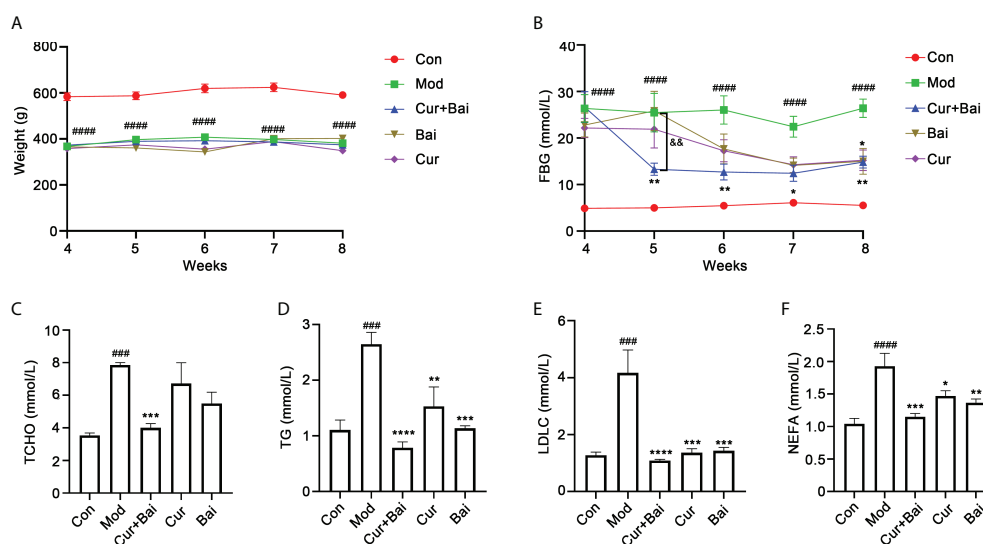 A
800
600
400
200
0
Weight (g)
####
####
####
####
####
4
5
6
7
8
Weeks
Con
Mod
Cur+Bai
Bai
Cur
B
40
30
20
10
0
FBG (mmol/L)
####
####
####
####
####
&&
**
**
*
*
**
4
5
6
7
8
Weeks
Con
Mod
Cur+Bai
Bai
Cur
C
10
8
6
4
2
0
TCHO (mmol/L)
###
***
Con
Mod
Cur+Bai
Cur
Bai
D
3
2
1
0
TG (mmol/L)
###
****
**
***
Con
Mod
Cur+Bai
Cur
Bai
E
6
4
2
0
LDLC (mmol/L)
###
****
***
***
Con
Mod
Cur+Bai
Cur
Bai
F
2.5
2.0
1.5
1.0
0.5
0.0
NEFA (mmol/L)
####
***
*
**
Con
Mod
Cur+Bai
Cur
Bai